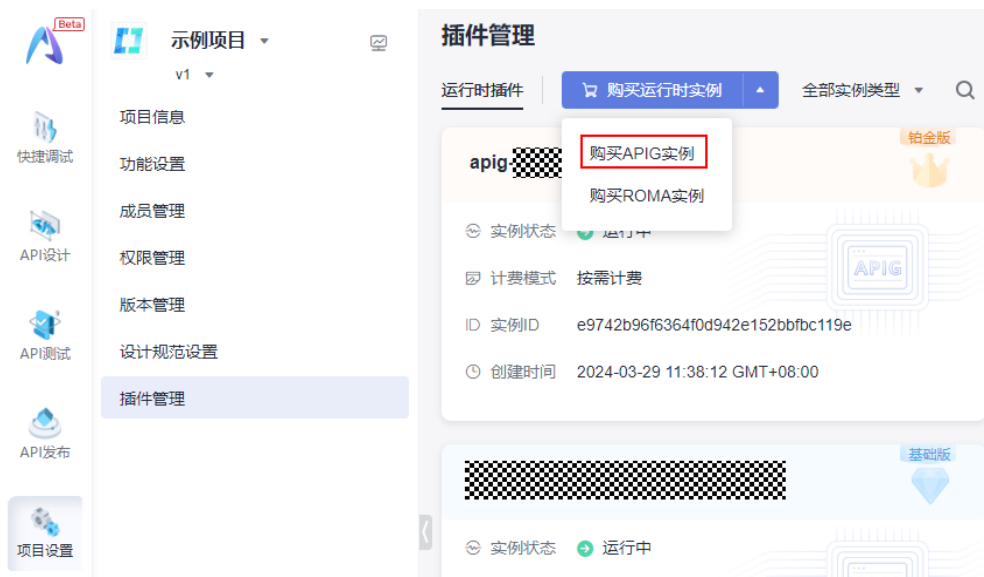 Beta
快捷调试
API设计
API测试
API发布
项目设置
示例项目
v1
项目信息
功能设置
成员管理
权限管理
版本管理
设计规范设置
插件管理
插件管理
运行时插件
购买运行时实例
全部实例类型
购买APIG实例
购买ROMA实例
apig-
铂金版
实例状态 运行中
计费模式 按需计费
APIG
ID 实例ID e9742b96f6364f0d942e152bbfbc119e
创建时间 2024-03-29 11:38:12 GMT+08:00
基础版
实例状态 运行中